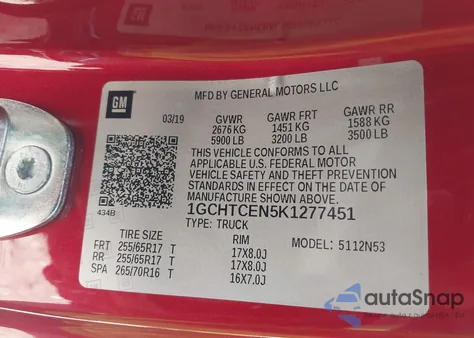 GM
MFD BY GENERAL MOTORS LLC
03/19 GVWR GAWR FRT GAWR RR
2676 KG 1451 KG 1588 KG
5900 LB 3200 LB 3500 LB
THIS VEHICLE CONFORMS TO ALL
APPLICABLE U.S. FEDERAL MOTOR
VEHICLE SAFETY AND THEFT PREVENTION
STANDARDS IN EFFECT ON THE DATE OF
MANUFACTURE SHOWN ABOVE.
434B 1GCHTCEN5K1277451
TYPE: TRUCK
TIRE SIZE RIM MODEL: 5112N53
FRT 255/65R17 T 17X8.0J
RR 255/65R17 T 17X8.0J
SPA 265/70R16 T 16X7.0J
autoSnap